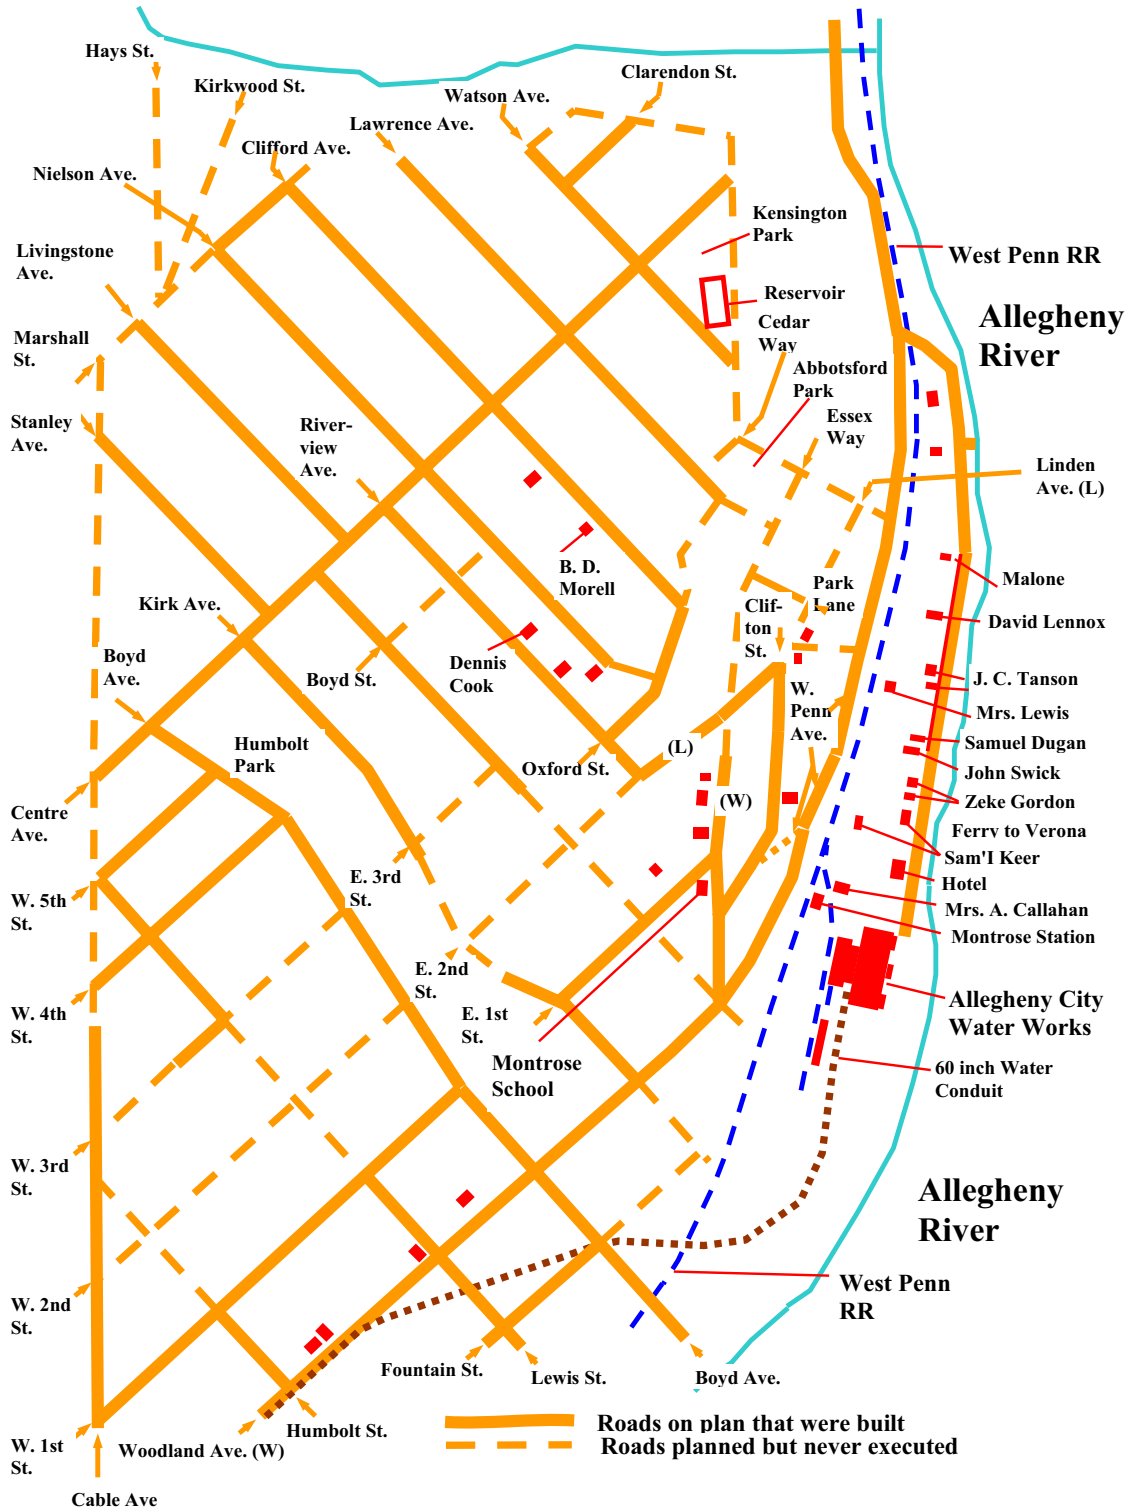 Hays St.
Kirkwood St.
Clarendon St.
Watson Ave.
Lawrence Ave.
Clifford Ave.
Nielson Ave.
Kensington
Park
Livingstone
Ave.
West Penn RR
Reservoir
Allegheny
River
Cedar
Way
Marshall
St.
Abbotsford
Park
Stanley
Ave.
River-
view
Ave.
Essex
Way
Linden
Ave. (L)
B. D.
Morell
Malone
Park
Lane
Kirk Ave.
Clif-
ton
St.
David Lennox
Boyd
Ave.
Boyd St.
Dennis
Cook
J. C. Tanson
W.
Penn
Ave.
Mrs. Lewis
Humbolt
Park
(L)
Samuel Dugan
Oxford St.
John Swick
Centre
Ave.
(W)
Zeke Gordon
Ferry to Verona
Sam'I Keer
E. 3rd
St.
Hotel
W. 5th
St.
Mrs. A. Callahan
Montrose Station
E. 2nd
St.
W. 4th
St.
E. 1st
St.
Allegheny City
Water Works
Montrose
School
60 inch Water
Conduit
W. 3rd
St.
Allegheny
River
West Penn
RR
W. 2nd
St.
Fountain St.
Lewis St.
Boyd Ave.
Humbolt St.
Roads on plan that were built
W. 1st
St.
Woodland Ave. (W)
Roads planned but never executed
Cable Ave